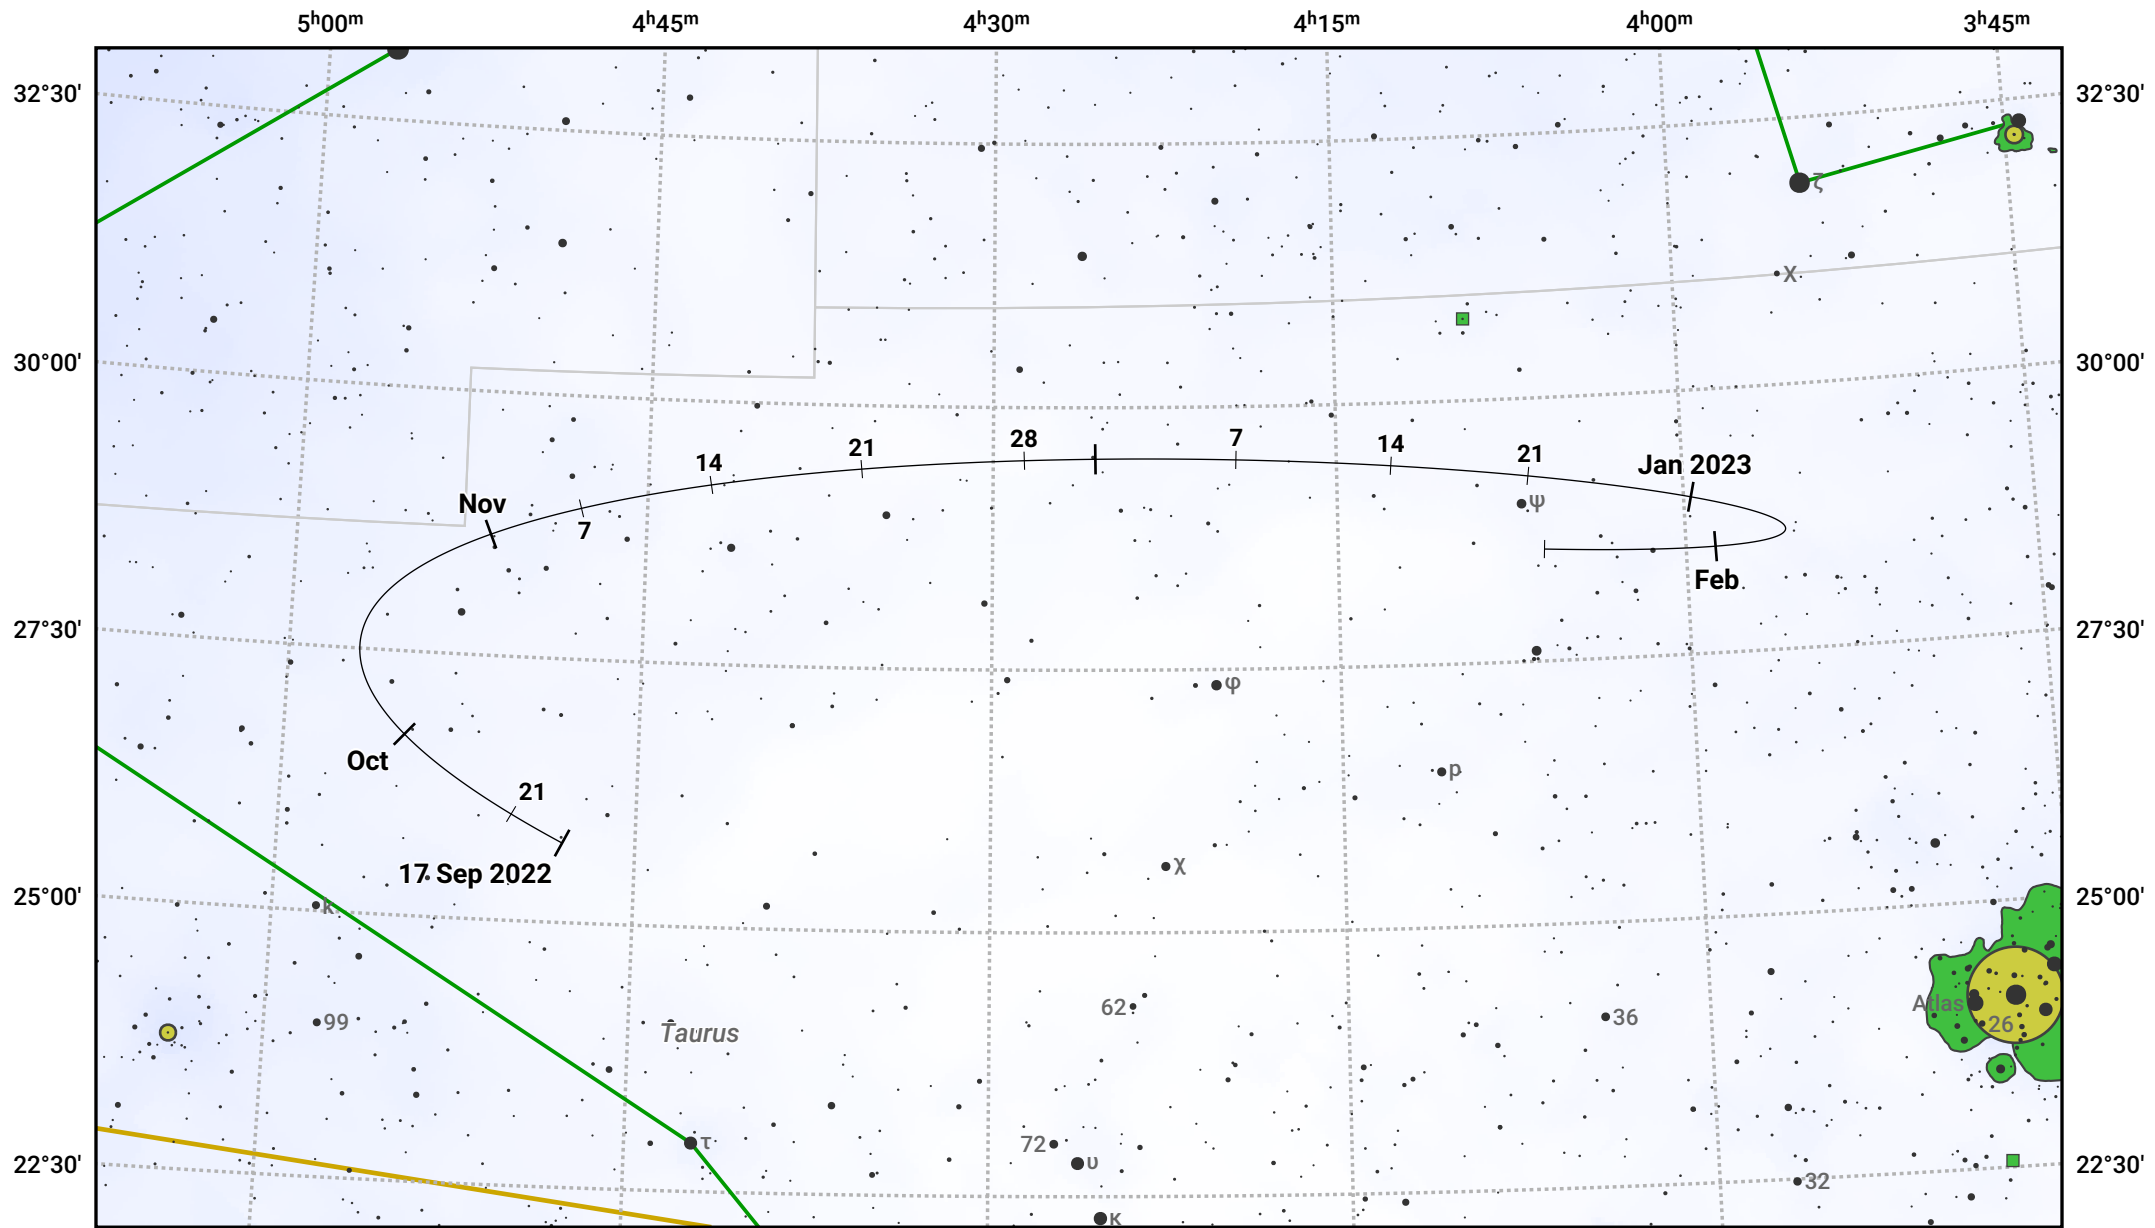 5ʰ00ᵐ 4ʰ45ᵐ 4ʰ30ᵐ 4ʰ15ᵐ 4ʰ00ᵐ 3ʰ45ᵐ
32°30' 32°30'
ζ
χ
30°00' 30°00'
14 21 28 7 14 21 Jan 2023
Nov 7 ψ
Feb
27°30' 27°30'
φ
Oct p
21
17 Sep 2022 χ
25°00' 25°00'
k
Atlas
99 Taurus 62 36 26
τ 72 υ
22°30' 22°30'
32
κ